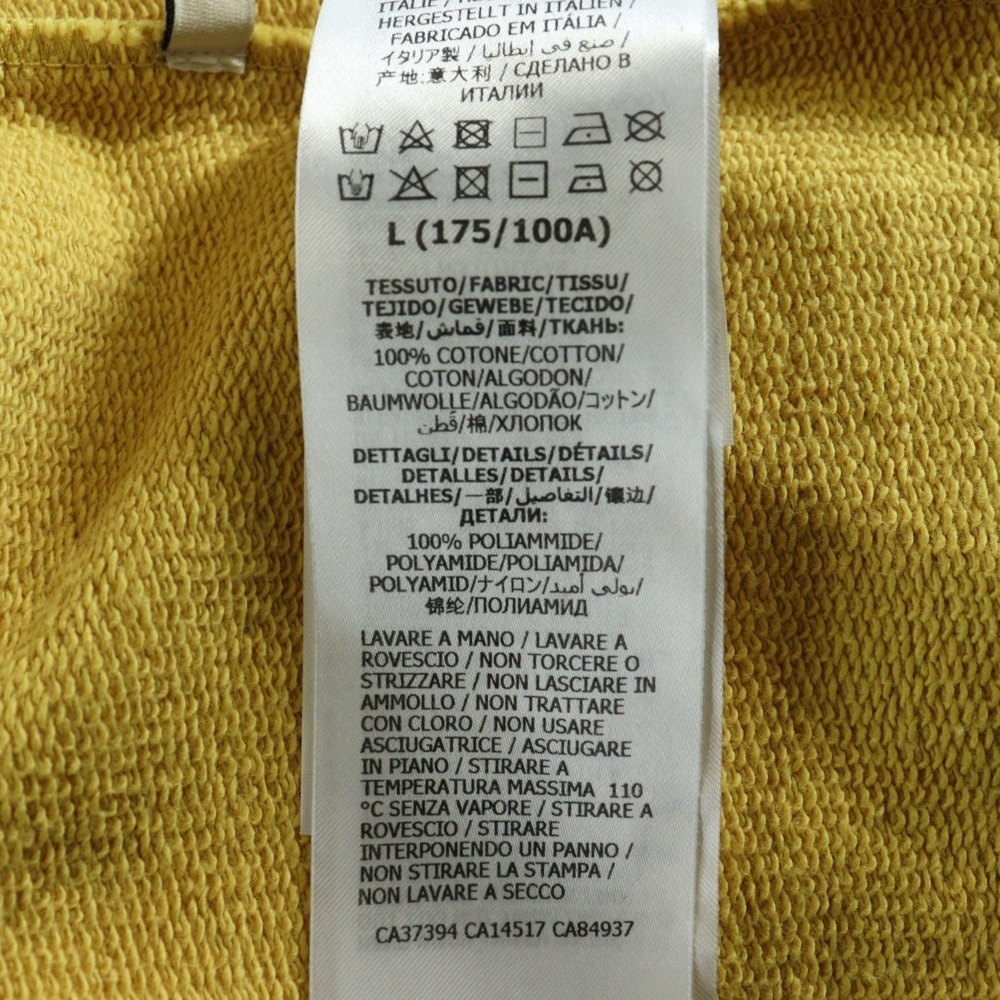 ITALIE /
HERGESTELLT IN ITALIEN /
FABRICADO EM ITÁLIA /
イタリア製 / صنع في إيطاليا /
产地:意大利 / СДЕЛАНО В
ИТАЛИИ
L (175/100A)
TESSUTO/FABRIC/TISSU/
TEJIDO/GEWEBE/TECIDO/
表地/قماش/面料/ТКАНЬ:
100% COTONE/COTTON/
COTON/ALGODON/
BAUMWOLLE/ALGODÃO/コットン/
قطن/棉/ХЛОПОК
DETTAGLI/DETAILS/DÉTAILS/
DETALLES/DETAILS/
DETALHES/一部/التفاصيل/镶边/
ДЕТАЛИ:
100% POLIAMMIDE/
POLYAMIDE/POLIAMIDA/
POLYAMID/ナイロン/بولي أميد/
锦纶/ПОЛИАМИД
LAVARE A MANO / LAVARE A
ROVESCIO / NON TORCERE O
STRIZZARE / NON LASCIARE IN
AMMOLLO / NON TRATTARE
CON CLORO / NON USARE
ASCIUGATRICE / ASCIUGARE
IN PIANO / STIRARE A
TEMPERATURA MASSIMA 110
°C SENZA VAPORE / STIRARE A
ROVESCIO / STIRARE
INTERPONENDO UN PANNO /
NON STIRARE LA STAMPA /
NON LAVARE A SECCO
CA37394 CA14517 CA84937